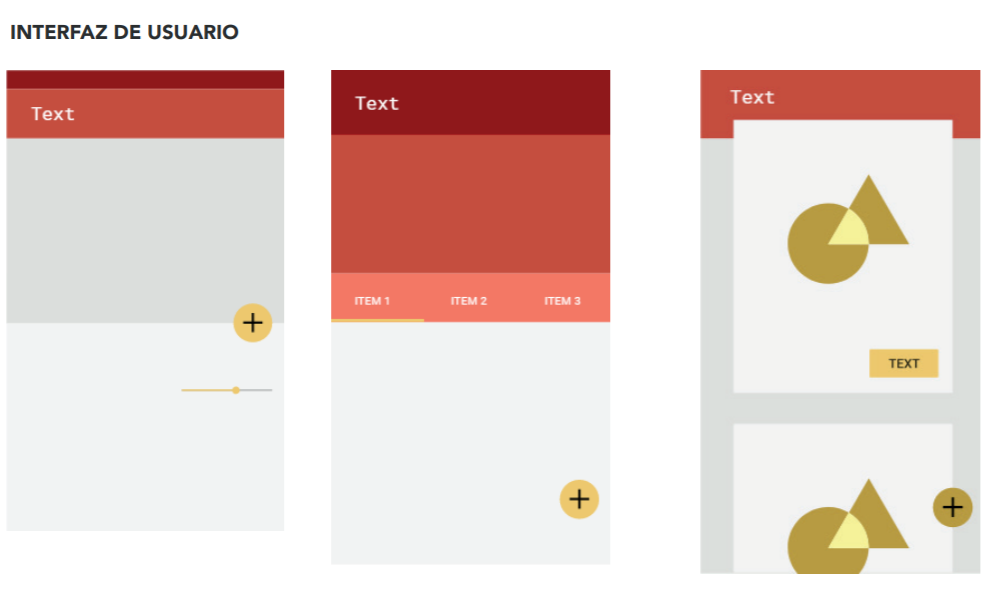 INTERFAZ DE USUARIO
Text
Text
ITEM 1 ITEM 2 ITEM 3
Text
TEXT